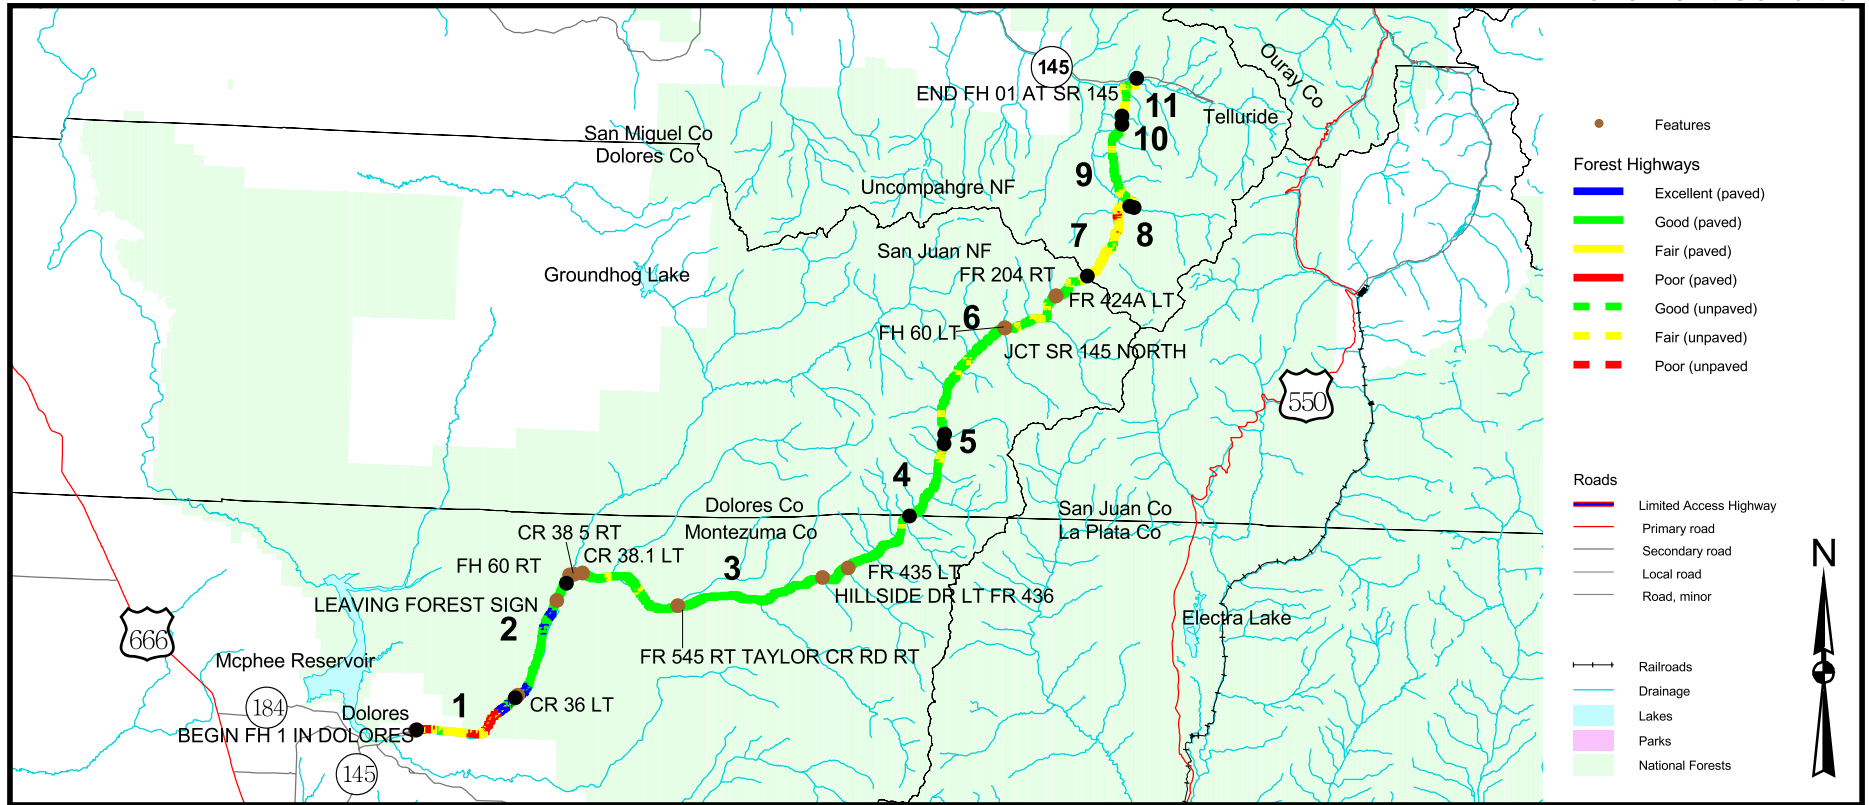 145
Ouray Co
END FH 01 AT SR 145
11
Telluride
10
San Miguel Co
Dolores Co
9
Uncompahgre NF
7
8
San Juan NF
Groundhog Lake
FR 204 RT
FR 424A LT
6
FH 60 LT
JCT SR 145 NORTH
550
5
4
Dolores Co
Montezuma Co
San Juan Co
La Plata Co
CR 38 5 RT
CR 38.1 LT
FH 60 RT
3
FR 435 LT
HILLSIDE DR LT FR 436
LEAVING FOREST SIGN
2
Electra Lake
666
FR 545 RT TAYLOR CR RD RT
Mcphee Reservoir
184
1
CR 36 LT
Dolores
BEGIN FH 1 IN DOLORES
145
Features
Forest Highways
Excellent (paved)
Good (paved)
Fair (paved)
Poor (paved)
Good (unpaved)
Fair (unpaved)
Poor (unpaved
Roads
Limited Access Highway
Primary road
Secondary road
Local road
Road, minor
Railroads
Drainage
Lakes
Parks
National Forests
N